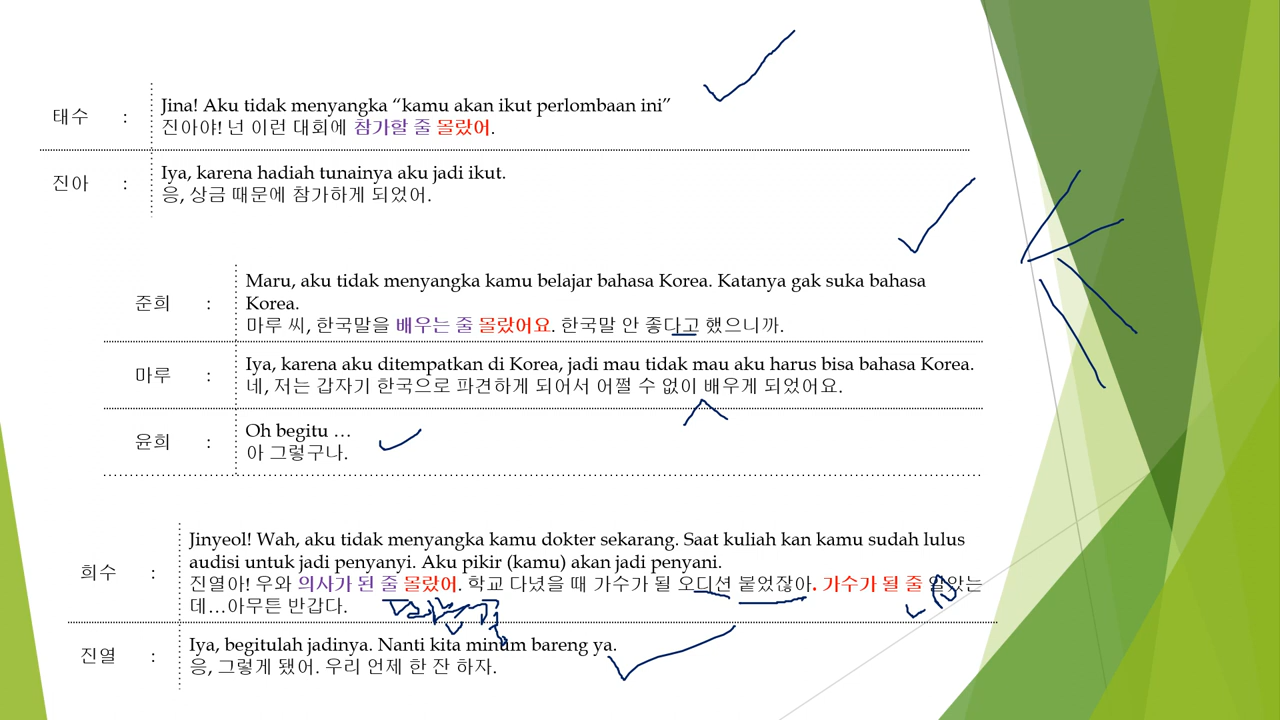 태수 : Jina! Aku tidak menyangka “kamu akan ikut perlombaan ini”
진아야! 넌 이런 대회에 참가할 줄 몰랐어.
진아 : Iya, karena hadiah tunainya aku jadi ikut.
응, 상금 때문에 참가하게 되었어.
준희 : Maru, aku tidak menyangka kamu belajar bahasa Korea. Katanya gak suka bahasa
Korea.
마루 씨, 한국말을 배우는 줄 몰랐어요. 한국말 안 좋다고 했으니까.
마루 : Iya, karena aku ditempatkan di Korea, jadi mau tidak mau aku harus bisa bahasa Korea.
네, 저는 갑자기 한국으로 파견하게 되어서 어쩔 수 없이 배우게 되었어요.
윤희 : Oh begitu …
아 그렇구나.
희수 : Jinyeol! Wah, aku tidak menyangka kamu dokter sekarang. Saat kuliah kan kamu sudah lulus
audisi untuk jadi penyanyi. Aku pikir (kamu) akan jadi penyani.
진열아! 우와 의사가 된 줄 몰랐어. 학교 다녔을 때 가수가 될 오디션 붙었잖아. 가수가 될 줄 알았는
데…아무튼 반갑다.
진열 : Iya, begitulah jadinya. Nanti kita minum bareng ya.
응, 그렇게 됐어. 우리 언제 한 잔 하자.